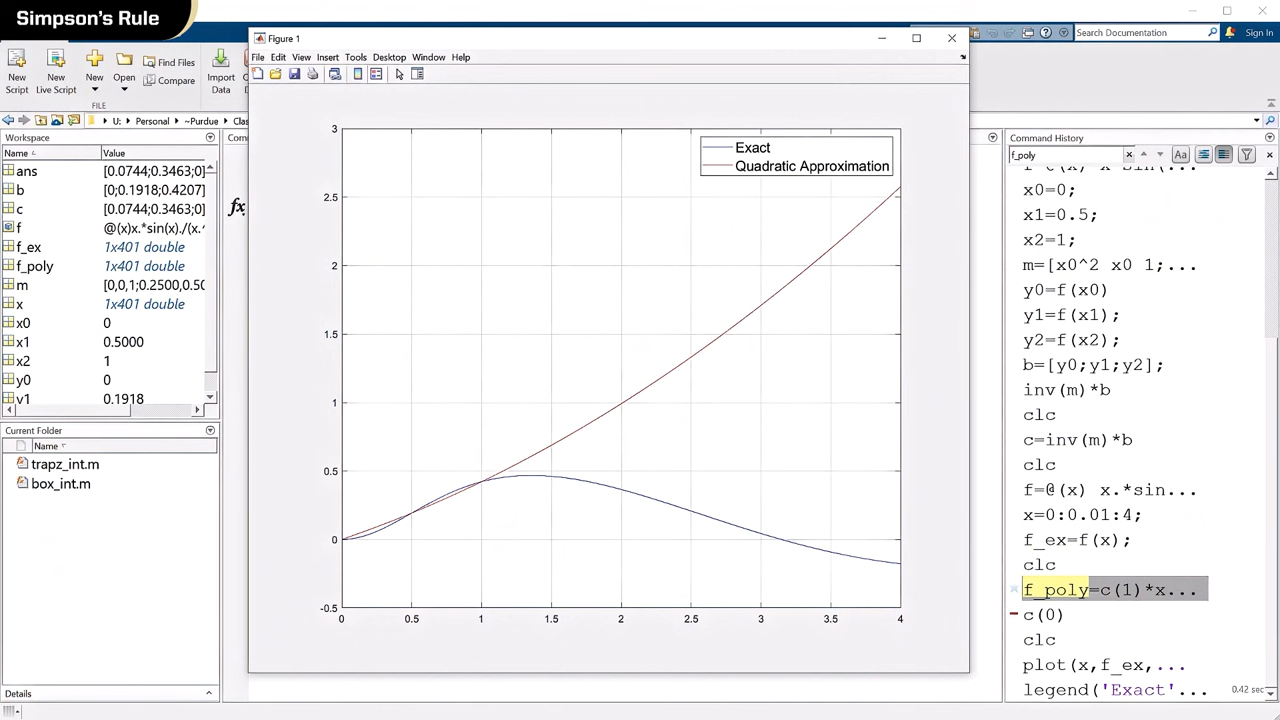 Simpson's Rule
Search Documentation
Sign In
New
Script
New
Live Script
New
Open
Find Files
Compare
Import
Data
FILE
U:
Personal
~Purdue
Clas
Workspace
Name
Value
ans
[0.0744;0.3463;0]
b
[0;0.1918;0.4207]
c
[0.0744;0.3463;0]
f
@(x)x.*sin(x)./(x.^
f_ex
1x401 double
f_poly
1x401 double
m
[0,0,1;0.2500,0.50
x
1x401 double
x0
0
x1
0.5000
x2
1
y0
0
y1
0.1918
Current Folder
Name
trapz_int.m
box_int.m
Details
Com
fx
Figure 1
File Edit View Insert Tools Desktop Window Help
Exact
Quadratic Approximation
3
2.5
2
1.5
1
0.5
0
-0.5
0 0.5 1 1.5 2 2.5 3 3.5 4
Command History
f_poly
Aa
x0=0;
x1=0.5;
x2=1;
m=[x0^2 x0 1;...
y0=f(x0)
y1=f(x1);
y2=f(x2);
b=[y0;y1;y2];
inv(m)*b
clc
c=inv(m)*b
clc
f=@(x) x.*sin...
x=0:0.01:4;
f_ex=f(x);
clc
f_poly=c(1)*x...
c(0)
clc
plot(x,f_ex,...
legend('Exact'...
0.42 sec